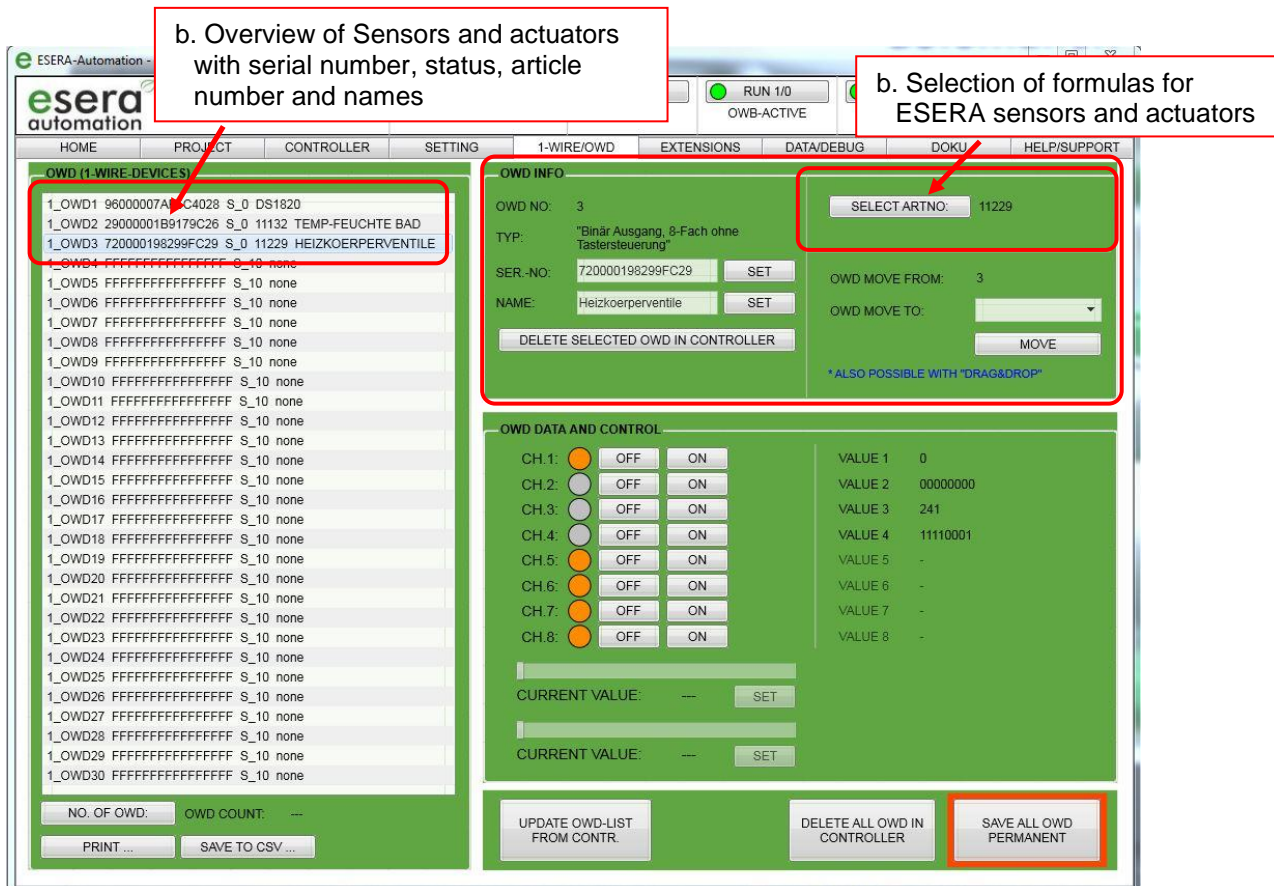 b. Overview of Sensors and actuators
with serial number, status, article
number and names
b. Selection of formulas for
ESERA sensors and actuators
ESERA-Automation -
esera
automation
RUN 1/0
OWB-ACTIVE
HOME PROJECT CONTROLLER SETTING 1-WIRE/OWD EXTENSIONS DATA/DEBUG DOKU HELP/SUPPORT
OWD (1-WIRE-DEVICES)
1_OWD1 96000007A C4028 S_0 DS1820
1_OWD2 29000001B9179C26 S_0 11132 TEMP-FEUCHTE BAD
1_OWD3 720000198299FC29 S_0 11229 HEIZKOERPERVENTILE
1_OWD4 FFFFFFFFFFFFFFFF S_10 none
1_OWD5 FFFFFFFFFFFFFFFF S_10 none
1_OWD6 FFFFFFFFFFFFFFFF S_10 none
1_OWD7 FFFFFFFFFFFFFFFF S_10 none
1_OWD8 FFFFFFFFFFFFFFFF S_10 none
1_OWD9 FFFFFFFFFFFFFFFF S_10 none
1_OWD10 FFFFFFFFFFFFFFFF S_10 none
1_OWD11 FFFFFFFFFFFFFFFF S_10 none
1_OWD12 FFFFFFFFFFFFFFFF S_10 none
1_OWD13 FFFFFFFFFFFFFFFF S_10 none
1_OWD14 FFFFFFFFFFFFFFFF S_10 none
1_OWD15 FFFFFFFFFFFFFFFF S_10 none
1_OWD16 FFFFFFFFFFFFFFFF S_10 none
1_OWD17 FFFFFFFFFFFFFFFF S_10 none
1_OWD18 FFFFFFFFFFFFFFFF S_10 none
1_OWD19 FFFFFFFFFFFFFFFF S_10 none
1_OWD20 FFFFFFFFFFFFFFFF S_10 none
1_OWD21 FFFFFFFFFFFFFFFF S_10 none
1_OWD22 FFFFFFFFFFFFFFFF S_10 none
1_OWD23 FFFFFFFFFFFFFFFF S_10 none
1_OWD24 FFFFFFFFFFFFFFFF S_10 none
1_OWD25 FFFFFFFFFFFFFFFF S_10 none
1_OWD26 FFFFFFFFFFFFFFFF S_10 none
1_OWD27 FFFFFFFFFFFFFFFF S_10 none
1_OWD28 FFFFFFFFFFFFFFFF S_10 none
1_OWD29 FFFFFFFFFFFFFFFF S_10 none
1_OWD30 FFFFFFFFFFFFFFFF S_10 none
NO. OF OWD: OWD COUNT: ---
PRINT ... SAVE TO CSV ...
OWD INFO
OWD NO: 3
TYP: "Binär Ausgang, 8-Fach ohne
Tastersteuerung"
SER.-NO: 720000198299FC29 SET
NAME: Heizkoerperventile SET
DELETE SELECTED OWD IN CONTROLLER
SELECT ARTNO: 11229
OWD MOVE FROM: 3
OWD MOVE TO:
MOVE
* ALSO POSSIBLE WITH "DRAG&DROP"
OWD DATA AND CONTROL
CH.1: OFF ON VALUE 1 0
CH.2: OFF ON VALUE 2 00000000
CH.3: OFF ON VALUE 3 241
CH.4: OFF ON VALUE 4 11110001
CH.5: OFF ON VALUE 5 -
CH.6: OFF ON VALUE 6 -
CH.7: OFF ON VALUE 7 -
CH.8: OFF ON VALUE 8 -
CURRENT VALUE: --- SET
CURRENT VALUE: --- SET
UPDATE OWD-LIST
FROM CONTR.
DELETE ALL OWD IN
CONTROLLER
SAVE ALL OWD
PERMANENT